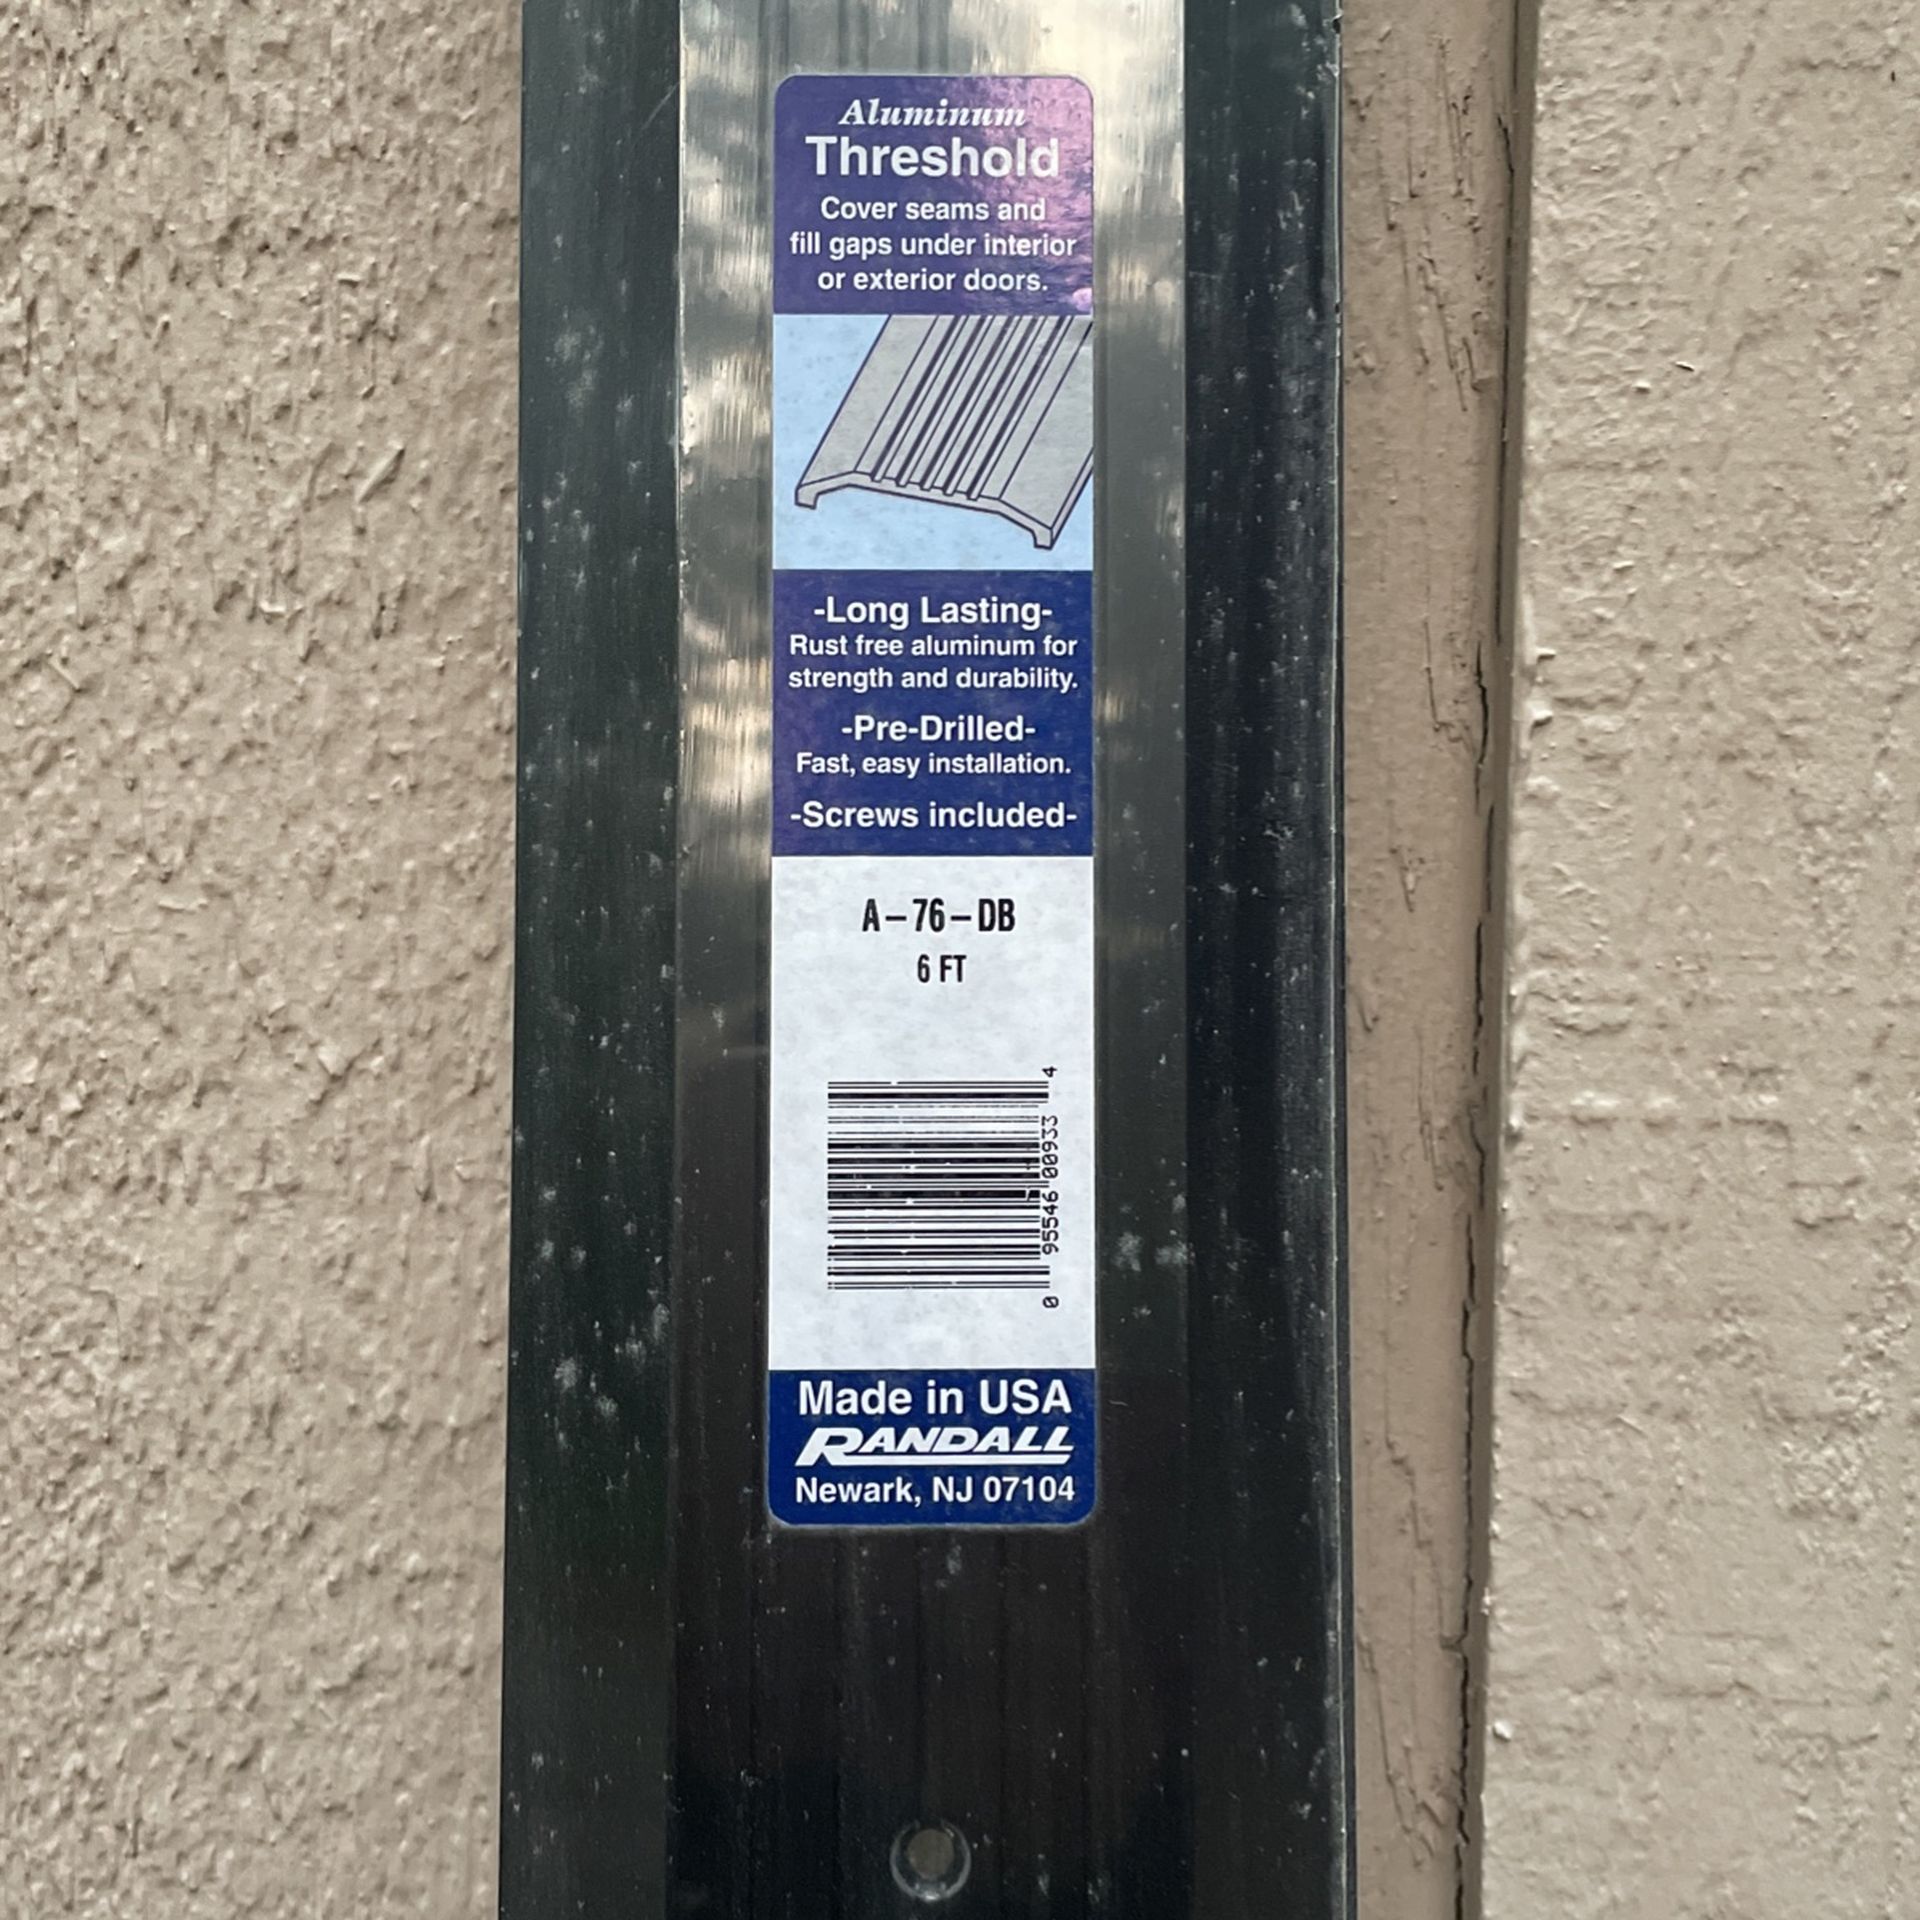 Aluminum
Threshold
Cover seams and
fill gaps under interior
or exterior doors.
-Long Lasting-
Rust free aluminum for
strength and durability.
-Pre-Drilled-
Fast, easy installation.
-Screws included-
A-76-DB
6 FT
0 95546 00933 4
Made in USA
RANDALL
Newark, NJ 07104